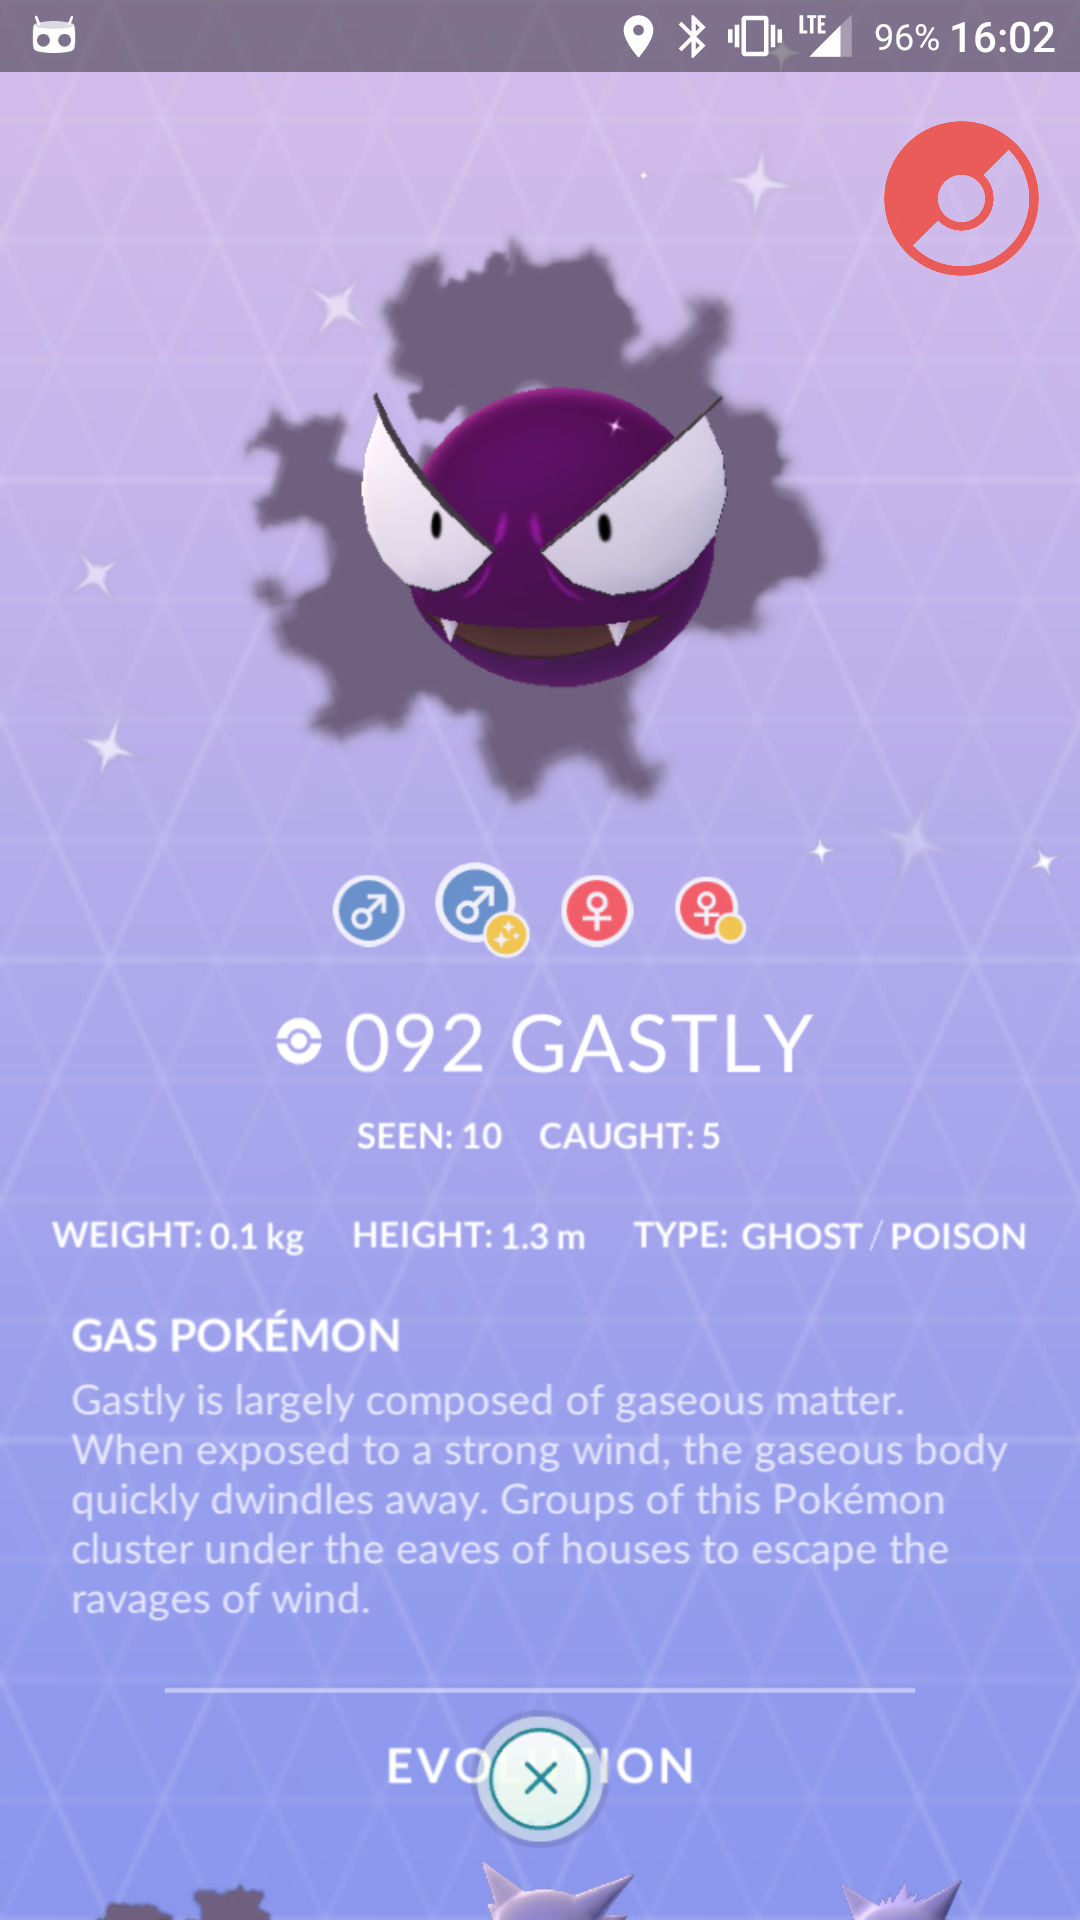 LTE 96% 16:02
092 GASTLY
SEEN: 10 CAUGHT: 5
WEIGHT: 0.1 kg HEIGHT: 1.3 m TYPE: GHOST / POISON
GAS POKÉMON
Gastly is largely composed of gaseous matter.
When exposed to a strong wind, the gaseous body
quickly dwindles away. Groups of this Pokémon
cluster under the eaves of houses to escape the
ravages of wind.
EVOLUTION